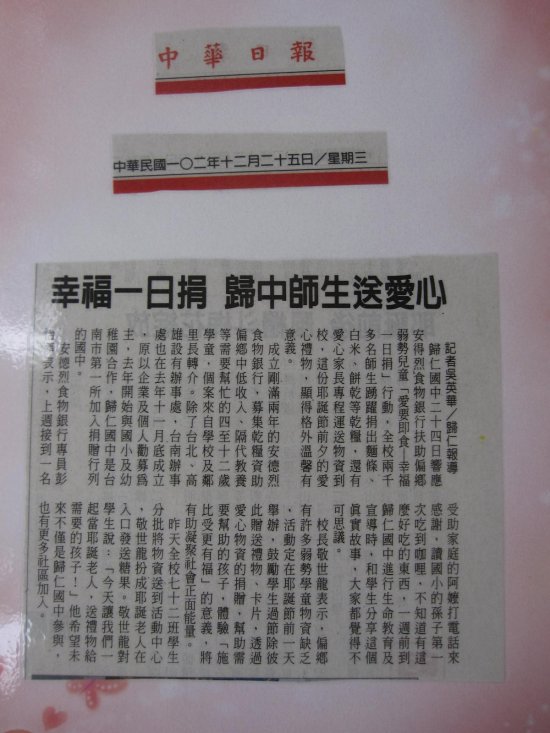 中華日報
中華民國一〇二年十二月二十五日／星期三
幸福一日捐 歸中師生送愛心
記者吳英華／歸仁報導
歸仁國中二十四日響應
安得烈食物銀行扶助偏鄉
弱勢兒童「愛要即食—幸福
一日捐」行動，全校兩千
多名師生踴躍捐出麵條、
白米、餅乾等乾糧，還有
愛心家長專程運送物資到
校，這份耶誕節前夕的愛
心禮物，顯得格外溫馨有
意義。
成立剛滿兩年的安德烈
食物銀行，募集乾糧資助
偏鄉中低收入、隔代教養
等需要幫忙的四至十二歲
學童，個案來自學校及鄰
里長轉介。除了台北、高
雄設有辦事處，台南辦事
處也在去年十一月底成立
，原以企業及個人勸募為
主，去年開始與國小及幼
稚園合作，歸仁國中是台
南市第一所加入捐贈行列
的國中。
安德烈食物銀行專員彭
表示，上週接到一名
受助家庭的阿嬤打電話來
感謝，讀國小的孫子第一
次吃到咖哩，不知道有這
麼好吃的東西，一週前到
歸仁國中進行生命教育及
宣導時，和學生分享這個
真實故事，大家都覺得不
可思議。
校長敬世龍表示，偏鄉
有許多弱勢學童物資缺乏
，活動定在耶誕節前一天
舉辦，鼓勵學生過節除彼
此贈送禮物、卡片，透過
愛心物資的捐贈，幫助需
要幫助的孩子，體驗「施
比受更有福」的意義，將
有助凝聚社會正面能量。
昨天全校七十二班學生
分批將物資送到活動中心
，敬世龍扮成耶誕老人在
入口發送糖果。敬世龍對
學生說：「今天讓我們一
起當耶誕老人，送禮物給
需要的孩子！」他希望未
來不僅是歸仁國中參與，
也有更多社區加入。